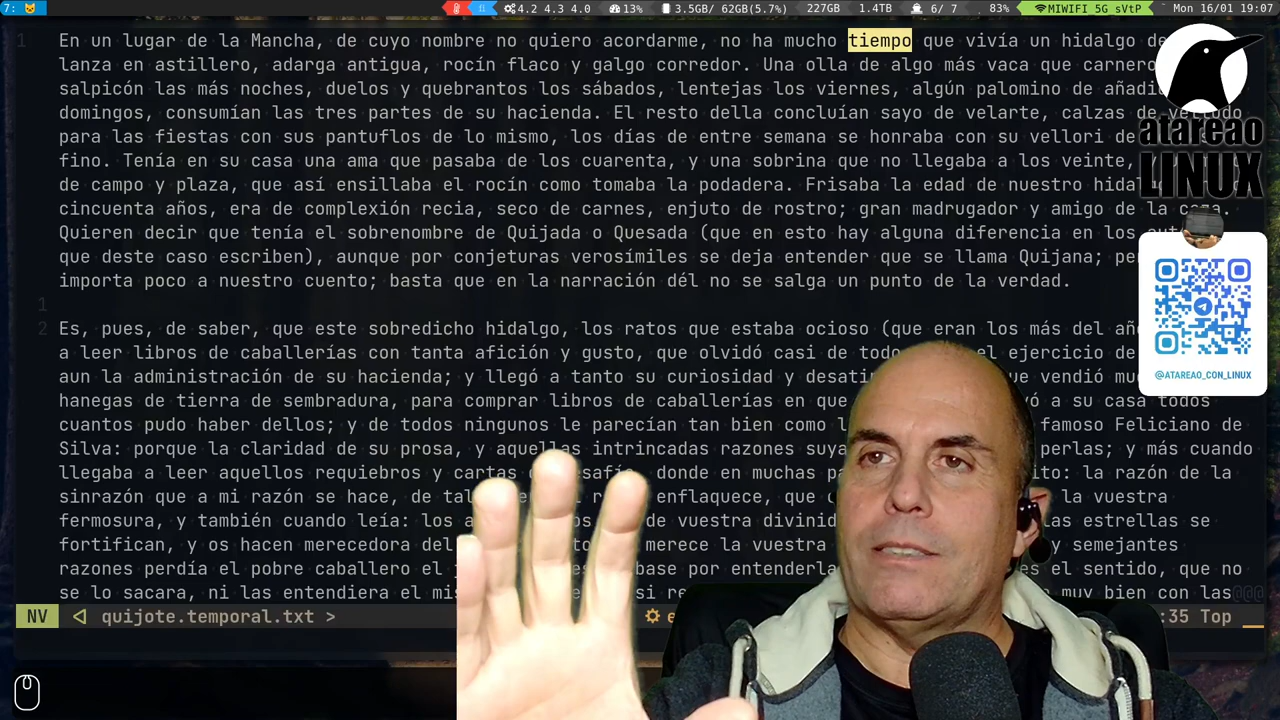 7:
4.2 4.3 4.0 13% 3.5GB/ 62GB(5.7%) 227GB 1.4TB 6/ 7 . 83% MIWIFI 5G sVtP Mon 16/01 19:07
1 En un lugar de la Mancha, de cuyo nombre no quiero acordarme, no ha mucho tiempo que vivía un hidalgo de
lanza en astillero, adarga antigua, rocín flaco y galgo corredor. Una olla de algo más vaca que carnero
salpicón las más noches, duelos y quebrantos los sábados, lentejas los viernes, algún palomino de
domingos, consumían las tres partes de su hacienda. El resto della concluían sayo de velarte, calzas de
para las fiestas con sus pantuflos de lo mismo, los días de entre semana se honraba con su vellori de
fino. Tenía en su casa una ama que pasaba de los cuarenta, y una sobrina que no llegaba a los veinte,
de campo y plaza, que así ensillaba el rocín como tomaba la podadera. Frisaba la edad de nuestro
cincuenta años, era de complexión recia, seco de carnes, enjuto de rostro; gran madrugador y amigo de la
Quieren decir que tenía el sobrenombre de Quijada o Quesada (que en esto hay alguna diferencia en los
que deste caso escriben), aunque por conjeturas verosímiles se deja entender que se llama Quijana;
importa poco a nuestro cuento; basta que en la narración dél no se salga un punto de la verdad.
1
2 Es, pues, de saber, que este sobredicho hidalgo, los ratos que estaba ocioso (que eran los más del
a leer libros de caballerías con tanta afición y gusto, que olvidó casi de el ejercicio de
aun la administración de su hacienda; y llegó a tanto su curiosidad y que vendió
hanegas de tierra de sembradura, para comprar libros de caballerías en que a su casa todos
cuantos pudo haber dellos; y de todos ningunos le parecían tan bien como famoso Feliciano de
Silva: porque la claridad de su prosa, y aquellas intrincadas razones perlas; y más cuando
llegaba a leer aquellos requiebros y cartas donde en muchas la razón de la
sinrazón que a mi razón se hace, de enflaquece, que la vuestra
fermosura, y también cuando leía: los de vuestra las estrellas se
fortifican, y os hacen merecedora del merece la vuestra y semejantes
razones perdía el pobre caballero el por el sentido, que no
se lo sacara, ni las entendiera el si muy bien con las@@@
NV quijote.temporal.txt > :35 Top
atareao
LINUX
@ATAREAO_CON_LINUX